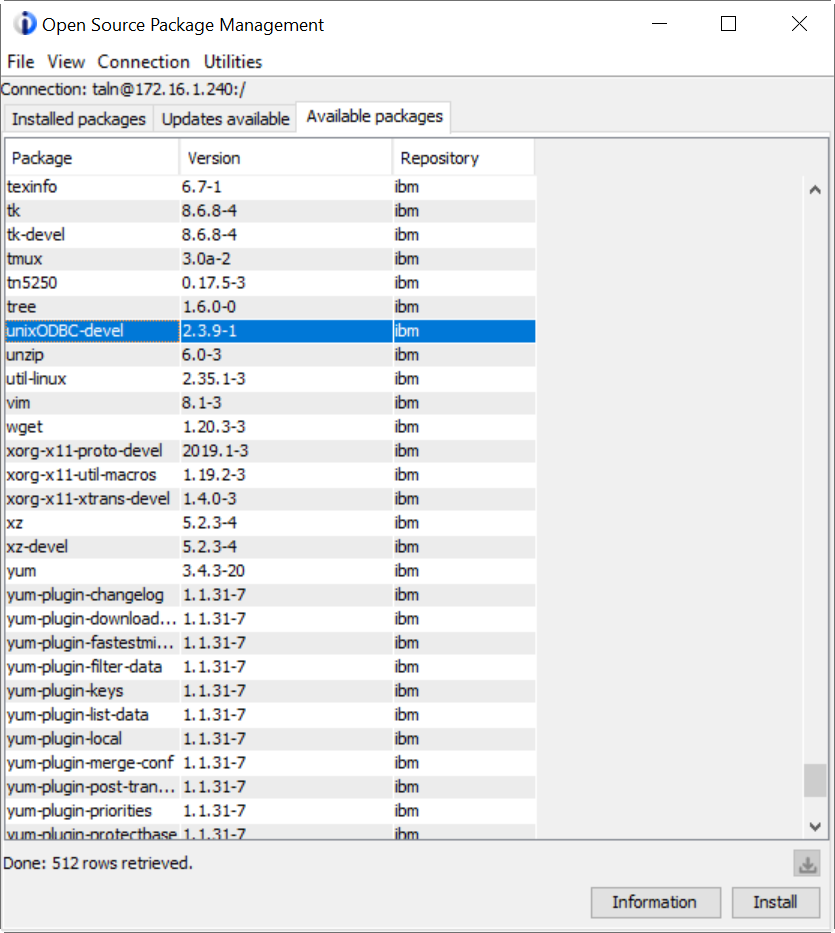 Open Source Package Management
File View Connection Utilities
Connection: taln@172.16.1.240:/
Installed packages Updates available Available packages
Package Version Repository
texinfo 6.7-1 ibm
tk 8.6.8-4 ibm
tk-devel 8.6.8-4 ibm
tmux 3.0a-2 ibm
tn5250 0.17.5-3 ibm
tree 1.6.0-0 ibm
unixODBC-devel 2.3.9-1 ibm
unzip 6.0-3 ibm
util-linux 2.35.1-3 ibm
vim 8.1-3 ibm
wget 1.20.3-3 ibm
xorg-x11-proto-devel 2019.1-3 ibm
xorg-x11-util-macros 1.19.2-3 ibm
xorg-x11-xtrans-devel 1.4.0-3 ibm
xz 5.2.3-4 ibm
xz-devel 5.2.3-4 ibm
yum 3.4.3-20 ibm
yum-plugin-changelog 1.1.31-7 ibm
yum-plugin-download... 1.1.31-7 ibm
yum-plugin-fastestmi... 1.1.31-7 ibm
yum-plugin-filter-data 1.1.31-7 ibm
yum-plugin-keys 1.1.31-7 ibm
yum-plugin-list-data 1.1.31-7 ibm
yum-plugin-local 1.1.31-7 ibm
yum-plugin-merge-conf 1.1.31-7 ibm
yum-plugin-post-tran... 1.1.31-7 ibm
yum-plugin-priorities 1.1.31-7 ibm
yum-plugin-protectbase 1.1.31-7 ibm
Done: 512 rows retrieved.
Information Install